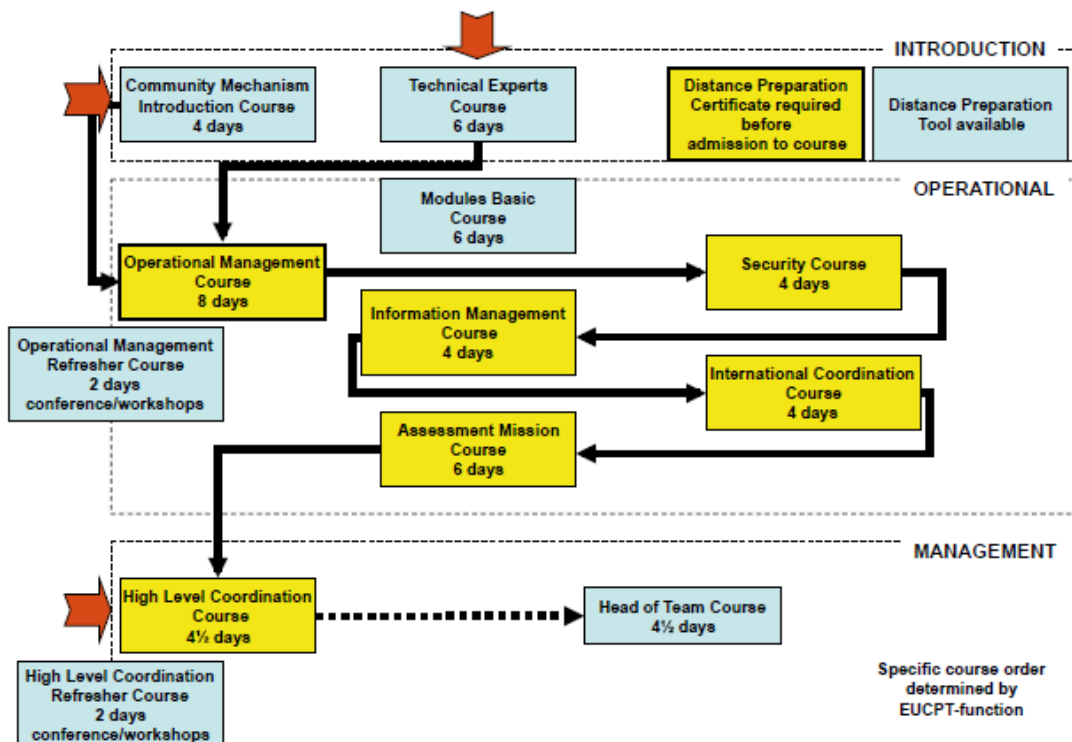 INTRODUCTION
Community Mechanism
Introduction Course
4 days
Technical Experts
Course
6 days
Distance Preparation
Certificate required
before
admission to course
Distance Preparation
Tool available
OPERATIONAL
Modules Basic
Course
6 days
Operational Management
Course
8 days
Security Course
4 days
Information Management
Course
4 days
Operational Management
Refresher Course
2 days
conference/workshops
International Coordination
Course
4 days
Assessment Mission
Course
6 days
MANAGEMENT
High Level Coordination
Course
4½ days
Head of Team Course
4½ days
High Level Coordination
Refresher Course
2 days
conference/workshops
Specific course order
determined by
EUCPT-function